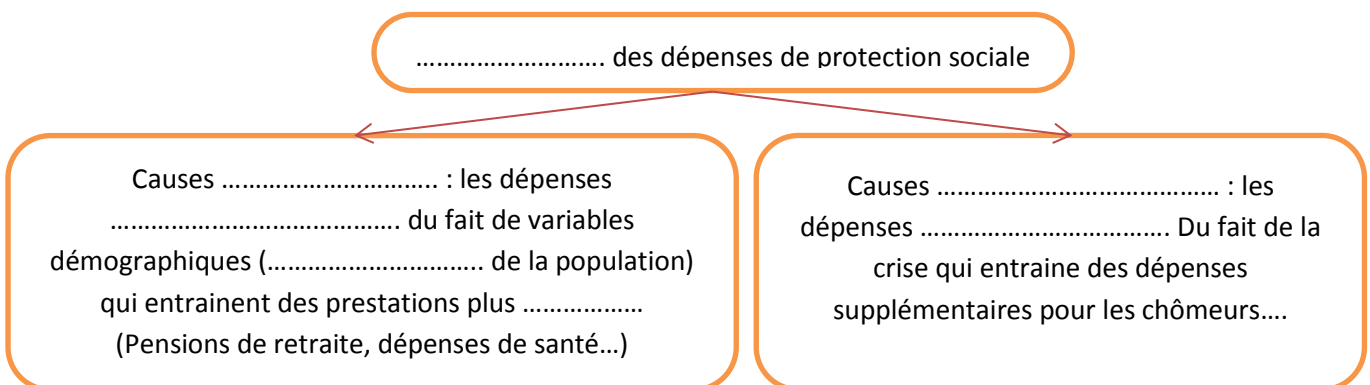 ………………………. des dépenses de protection sociale
Causes ………………………….. : les dépenses
……………………………………. du fait de variables
démographiques (………………………….. de la population)
qui entrainent des prestations plus ………………
(Pensions de retraite, dépenses de santé…)
Causes …………………………………… : les
dépenses ………………………………. Du fait de la
crise qui entraine des dépenses
supplémentaires pour les chômeurs….